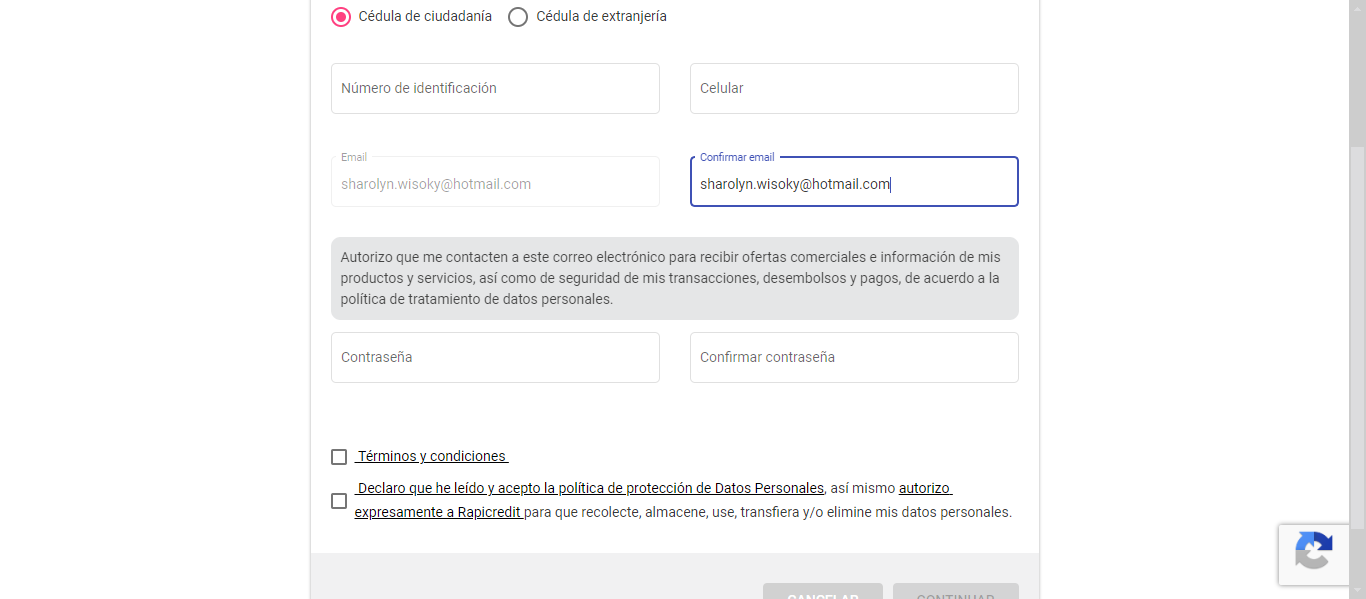 Cédula de ciudadanía Cédula de extranjería
Número de identificación Celular
Email Confirmar email
sharolyn.wisoky@hotmail.com sharolyn.wisoky@hotmail.com
Autorizo que me contacten a este correo electrónico para recibir ofertas comerciales e información de mis
productos y servicios, así como de seguridad de mis transacciones, desembolsos y pagos, de acuerdo a la
política de tratamiento de datos personales.
Contraseña Confirmar contraseña
Términos y condiciones
Declaro que he leído y acepto la política de protección de Datos Personales, así mismo autorizo
expresamente a Rapicredit para que recolecte, almacene, use, transfiera y/o elimine mis datos personales.
CANCELAR CONTINUAR